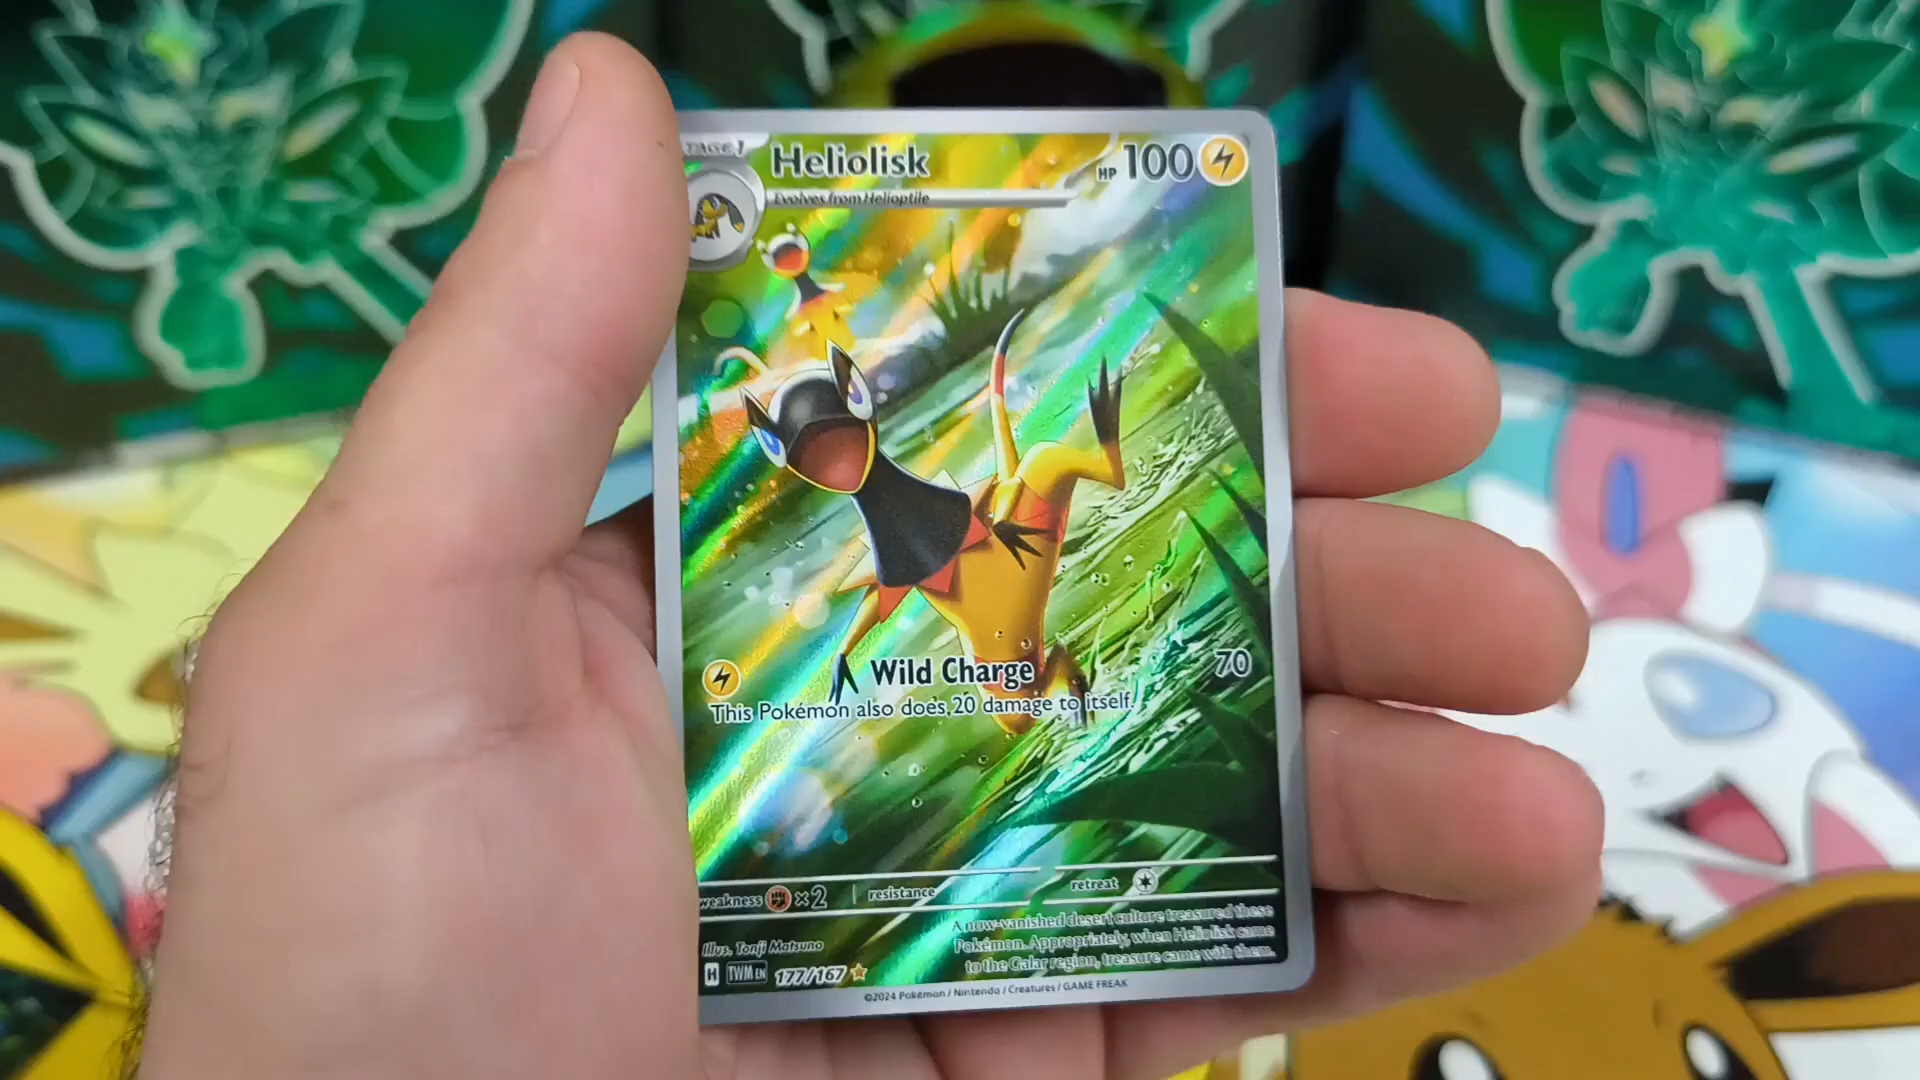 TAGE 1
Heliolisk
HP 100
Evolves from Helioptile
Wild Charge
70
This Pokémon also does 20 damage to itself.
weakness ×2
resistance
retreat
A now-vanished desert culture treasured these
Pokémon. Appropriately, when Heliolisk came
to the Galar region, treasure came with them.
Illus. Tonji Matsuno
H TWM EN 177/167
©2024 Pokémon / Nintendo / Creatures / GAME FREAK